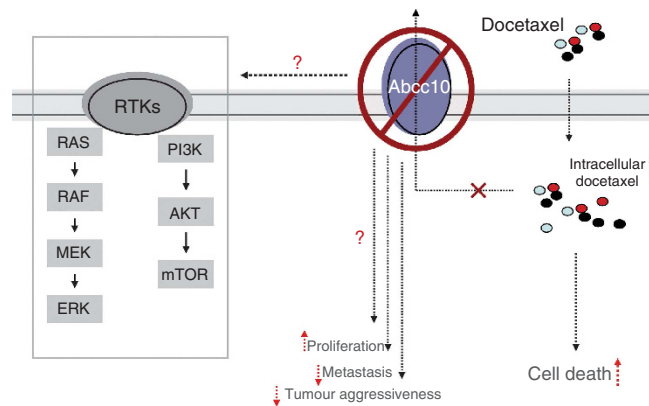 Docetaxel
?
Abcc10
RTKs
RAS
PI3K
RAF
AKT
MEK
mTOR
ERK
Intracellular
docetaxel
?
Proliferation
Metastasis
Tumour aggressiveness
Cell death